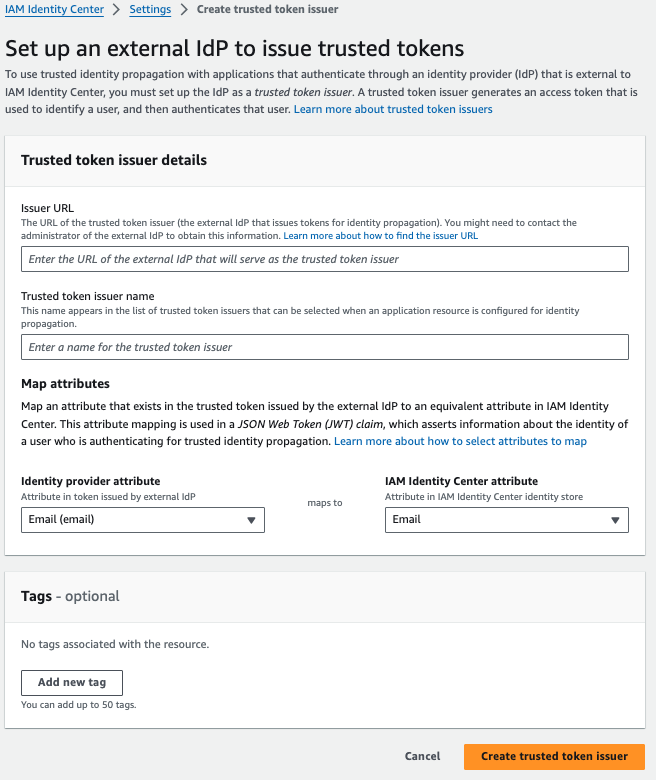 IAM Identity Center > Settings > Create trusted token issuer
Set up an external IdP to issue trusted tokens
To use trusted identity propagation with applications that authenticate through an identity provider (IdP) that is external to
IAM Identity Center, you must set up the IdP as a trusted token issuer. A trusted token issuer generates an access token that is
used to identify a user, and then authenticates that user. Learn more about trusted token issuers
Trusted token issuer details
Issuer URL
The URL of the trusted token issuer (the external IdP that issues tokens for identity propagation). You might need to contact the
administrator of the external IdP to obtain this information. Learn more about how to find the issuer URL
Enter the URL of the external IdP that will serve as the trusted token issuer
Trusted token issuer name
This name appears in the list of trusted token issuers that can be selected when an application resource is configured for identity
propagation.
Enter a name for the trusted token issuer
Map attributes
Map an attribute that exists in the trusted token issued by the external IdP to an equivalent attribute in IAM Identity
Center. This attribute mapping is used in a JSON Web Token (JWT) claim, which asserts information about the identity of
a user who is authenticating for trusted identity propagation. Learn more about how to select attributes to map
Identity provider attribute
Attribute in token issued by external IdP
Email (email)
maps to
IAM Identity Center attribute
Attribute in IAM Identity Center identity store
Email
Tags - optional
No tags associated with the resource.
Add new tag
You can add up to 50 tags.
Cancel
Create trusted token issuer